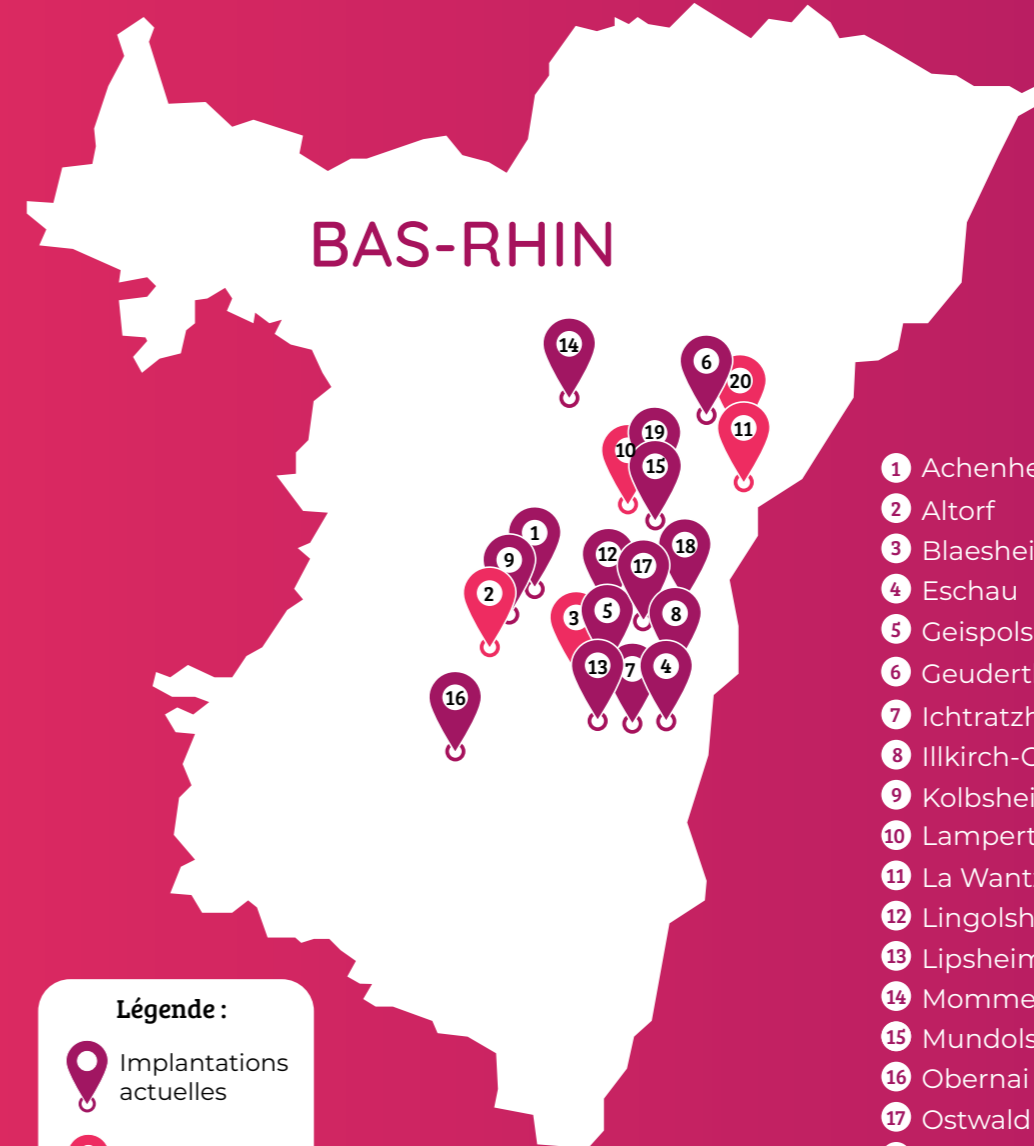 BAS-RHIN
14
6
20
11
19
10
15
1
9
2
12
17
18
3
5
8
13
7
4
16
1 Achenhe
2 Altorf
3 Blaeshei
4 Eschau
5 Geispols
6 Geudert
7 Ichtratzh
8 Illkirch-G
9 Kolbshei
10 Lampert
11 La Wantz
12 Lingolsh
13 Lipsheim
14 Momme
15 Mundols
16 Obernai
17 Ostwald
Légende :
Implantations
actuelles